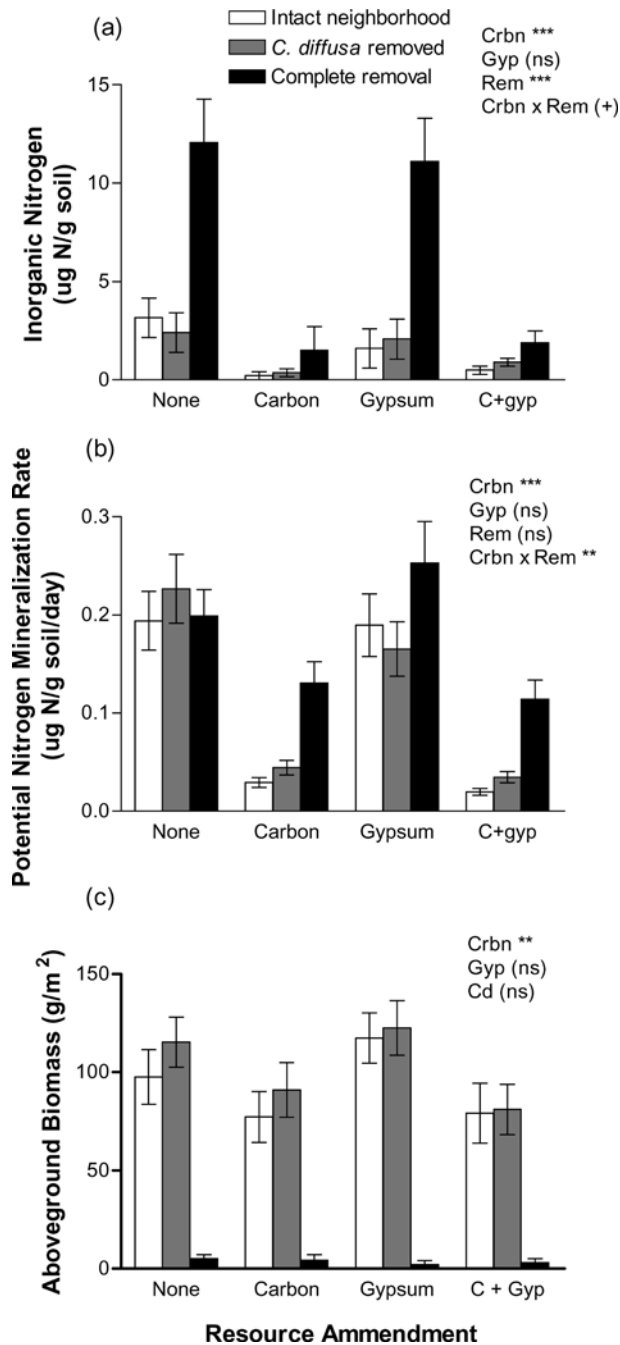 (a)
Intact neighborhood
C. diffusa removed
Complete removal
Crbn ***
Gyp (ns)
Rem ***
Crbn x Rem (+)
Inorganic Nitrogen
(ug N/g soil)
15
10
5
0
None Carbon Gypsum C+gyp
(b)
Crbn ***
Gyp (ns)
Rem (ns)
Crbn x Rem **
Potential Nitrogen Mineralization Rate
(ug N/g soil/day)
0.3
0.2
0.1
0.0
None Carbon Gypsum C+gyp
(c)
Crbn **
Gyp (ns)
Cd (ns)
Aboveground Biomass (g/m²)
150
100
50
0
None Carbon Gypsum C + Gyp
Resource Ammendment